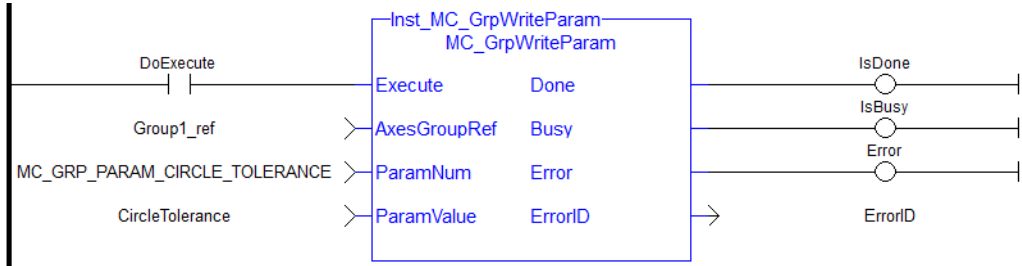 Inst_MC_GrpWriteParam
MC_GrpWriteParam
DoExecute
Execute Done
IsDone
Group1_ref
AxesGroupRef Busy
IsBusy
MC_GRP_PARAM_CIRCLE_TOLERANCE
ParamNum Error
Error
CircleTolerance
ParamValue ErrorID
ErrorID